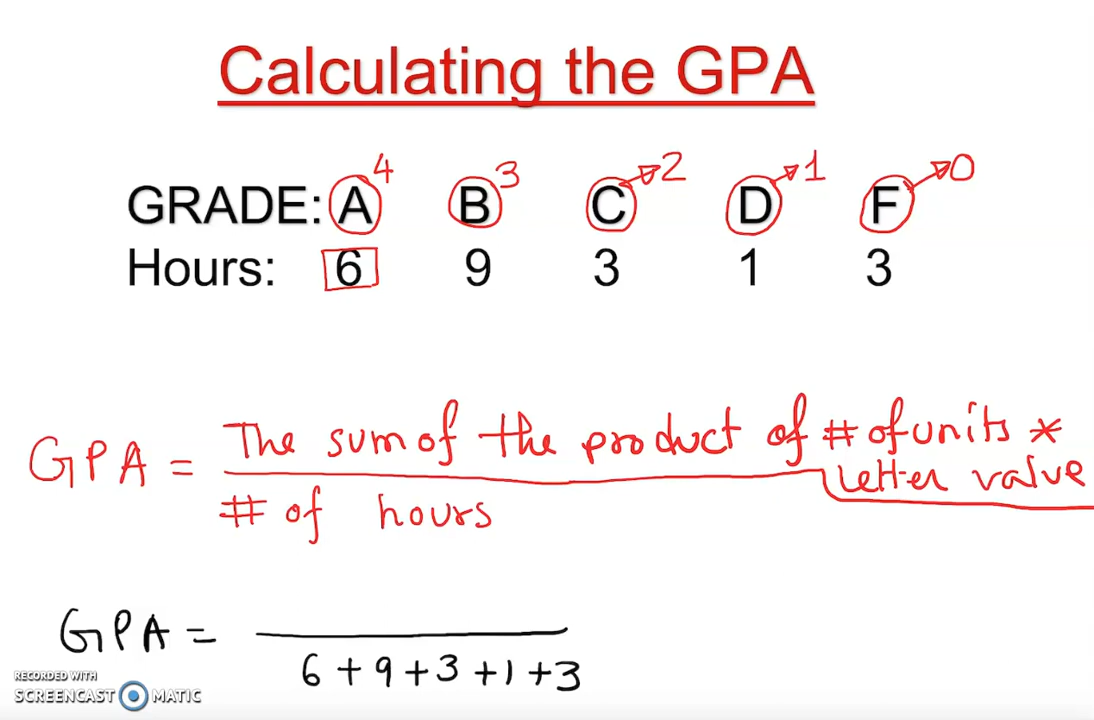 Calculating the GPA
4 3 2 1 0
GRADE: A B C D F
Hours: 6 9 3 1 3
The sum of the product of # of units *
GPA = letter value
# of hours
GPA =
6 + 9 + 3 + 1 + 3
RECORDED WITH
SCREENCAST MATIC